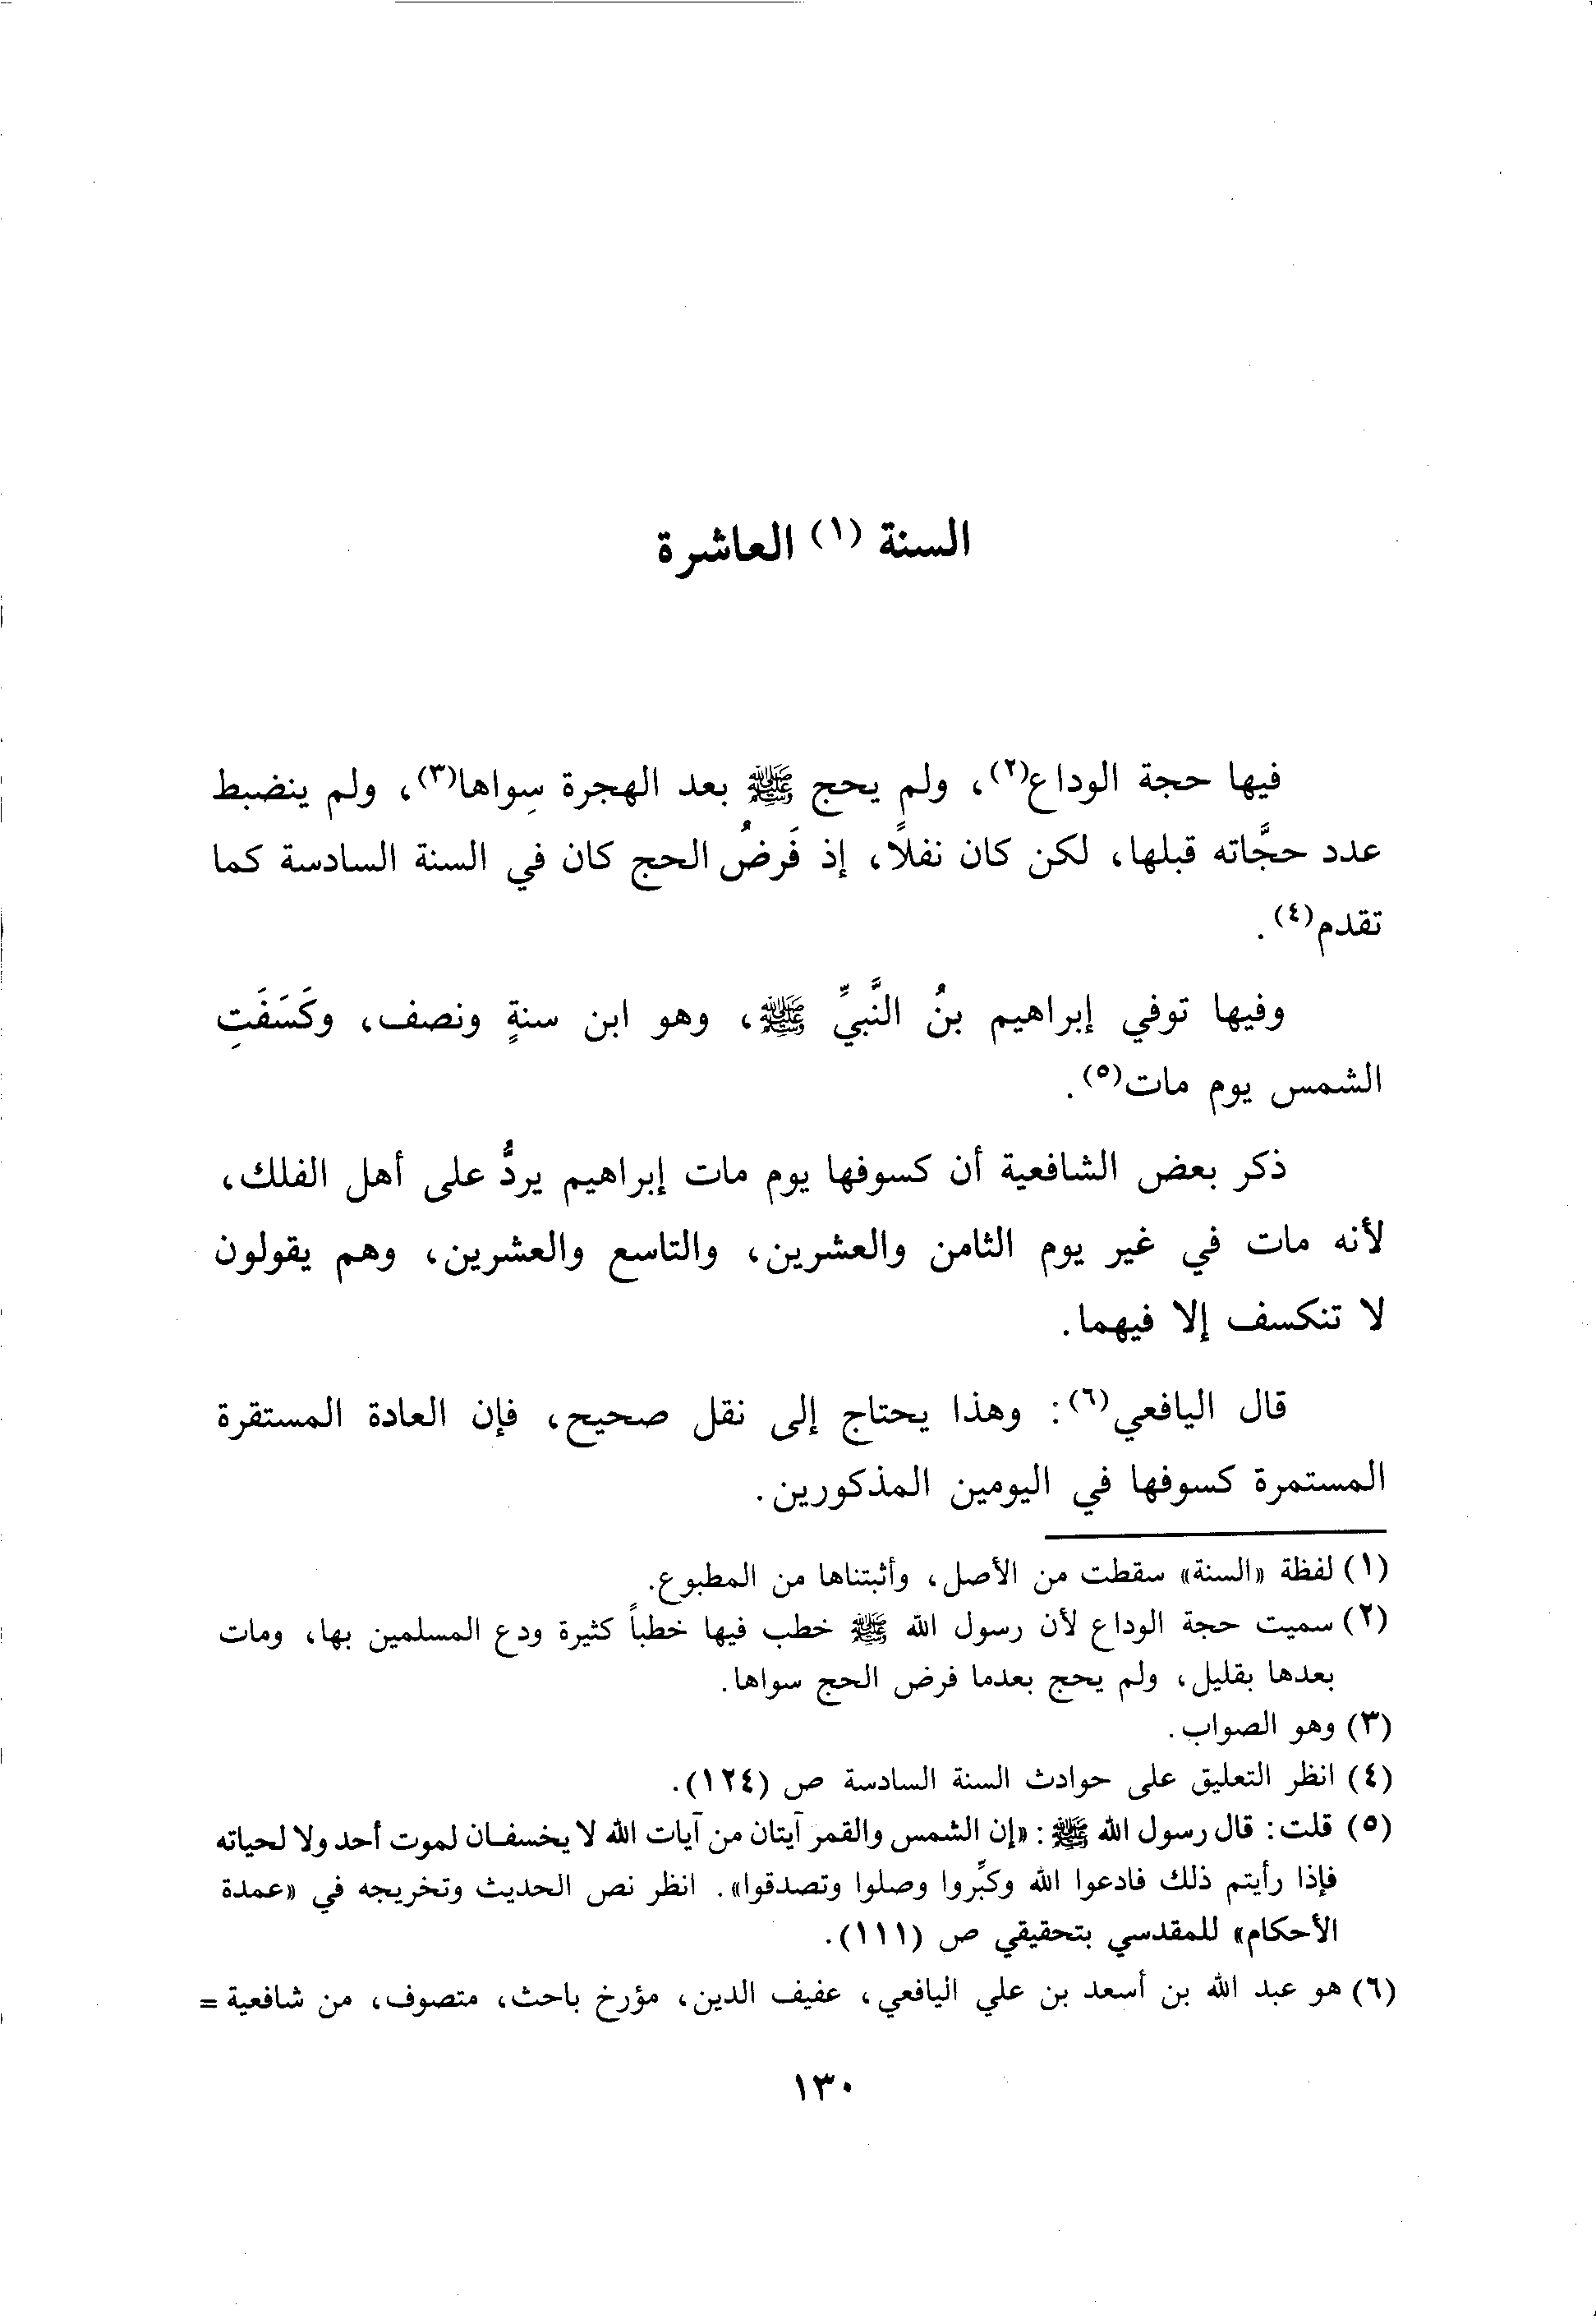 السنة (١) العاشرة
فيها حجة الوداع(٢)، ولم يحج ﷺ بعد الهجرة سِواها(٣)، ولم ينضبط
عدد حجَّاته قبلها، لكن كان نفلاً، إذ فَرضُ الحج كان في السنة السادسة كما
تقدم(٤).
وفيها توفي إبراهيم بنُ النَّبيِّ ﷺ، وهو ابن سنةٍ ونصف، وكَسَفَتِ
الشمس يوم مات(٥).
ذكر بعض الشافعية أن كسوفها يوم مات إبراهيم يردُّ على أهل الفلك،
لأنه مات في غير يوم الثامن والعشرين، والتاسع والعشرين، وهم يقولون
لا تنكسف إلا فيهما.
قال اليافعي(٦): وهذا يحتاج إلى نقل صحيح، فإن العادة المستقرة
المستمرة كسوفها في اليومين المذكورين.
(١) لفظة «السنة» سقطت من الأصل، وأثبتناها من المطبوع.
(٢) سميت حجة الوداع لأن رسول الله ﷺ خطب فيها خطباً كثيرة ودع المسلمين بها، ومات
بعدها بقليل، ولم يحج بعدما فرض الحج سواها.
(٣) وهو الصواب.
(٤) انظر التعليق على حوادث السنة السادسة ص (١٢٤).
(٥) قلت: قال رسول الله ﷺ: «إن الشمس والقمر آيتان من آيات الله لا يخسفان لموت أحد ولا لحياته
فإذا رأيتم ذلك فادعوا الله وكبِّروا وصلوا وتصدقوا». انظر نص الحديث وتخريجه في «عمدة
الأحكام» للمقدسي بتحقيقي ص (١١١).
(٦) هو عبد الله بن أسعد بن علي اليافعي، عفيف الدين، مؤرخ باحث، متصوف، من شافعية =
١٣٠